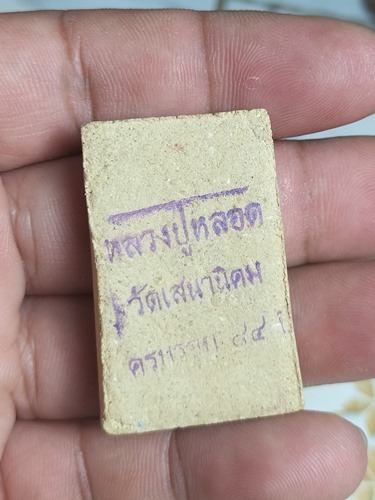 หลวงปู่หลอด
วัดเสนานิคม
ครบรอบ ๘๔ ปี